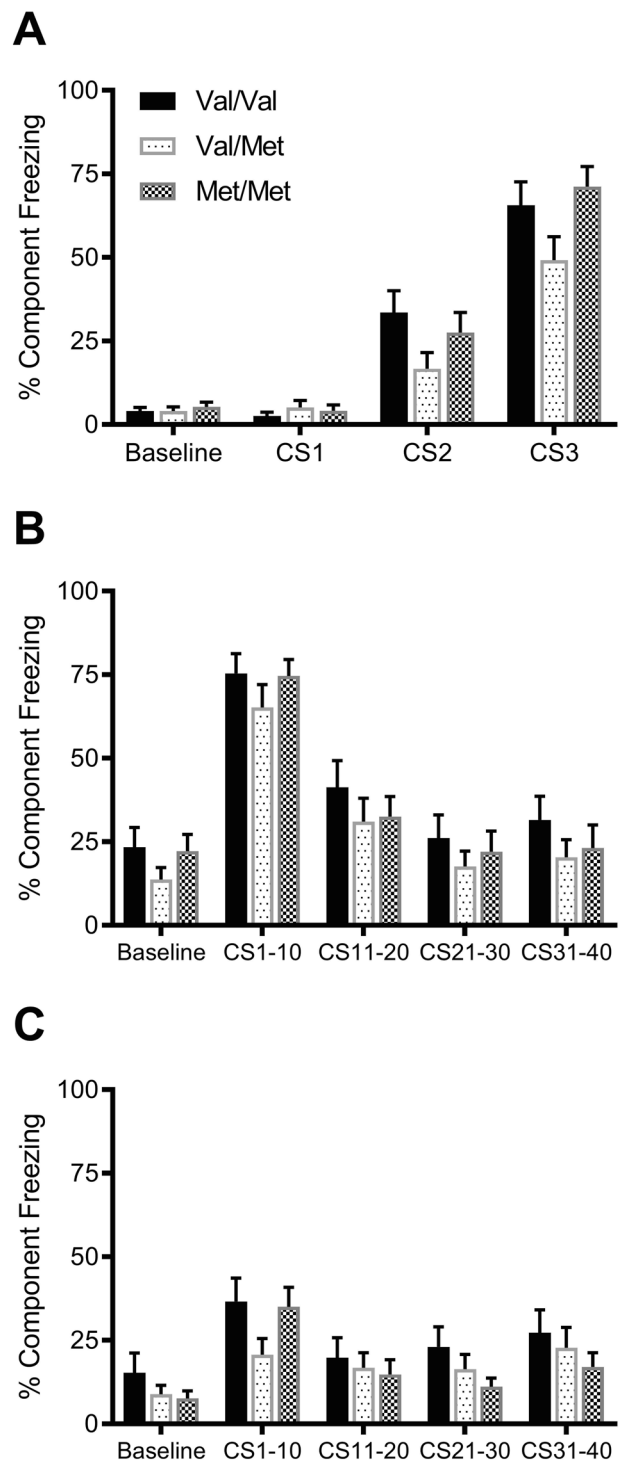 A
% Component Freezing
100
75
50
25
0
Val/Val
Val/Met
Met/Met
Baseline CS1 CS2 CS3
B
% Component Freezing
100
75
50
25
0
Baseline CS1-10 CS11-20 CS21-30 CS31-40
C
% Component Freezing
100
75
50
25
0
Baseline CS1-10 CS11-20 CS21-30 CS31-40